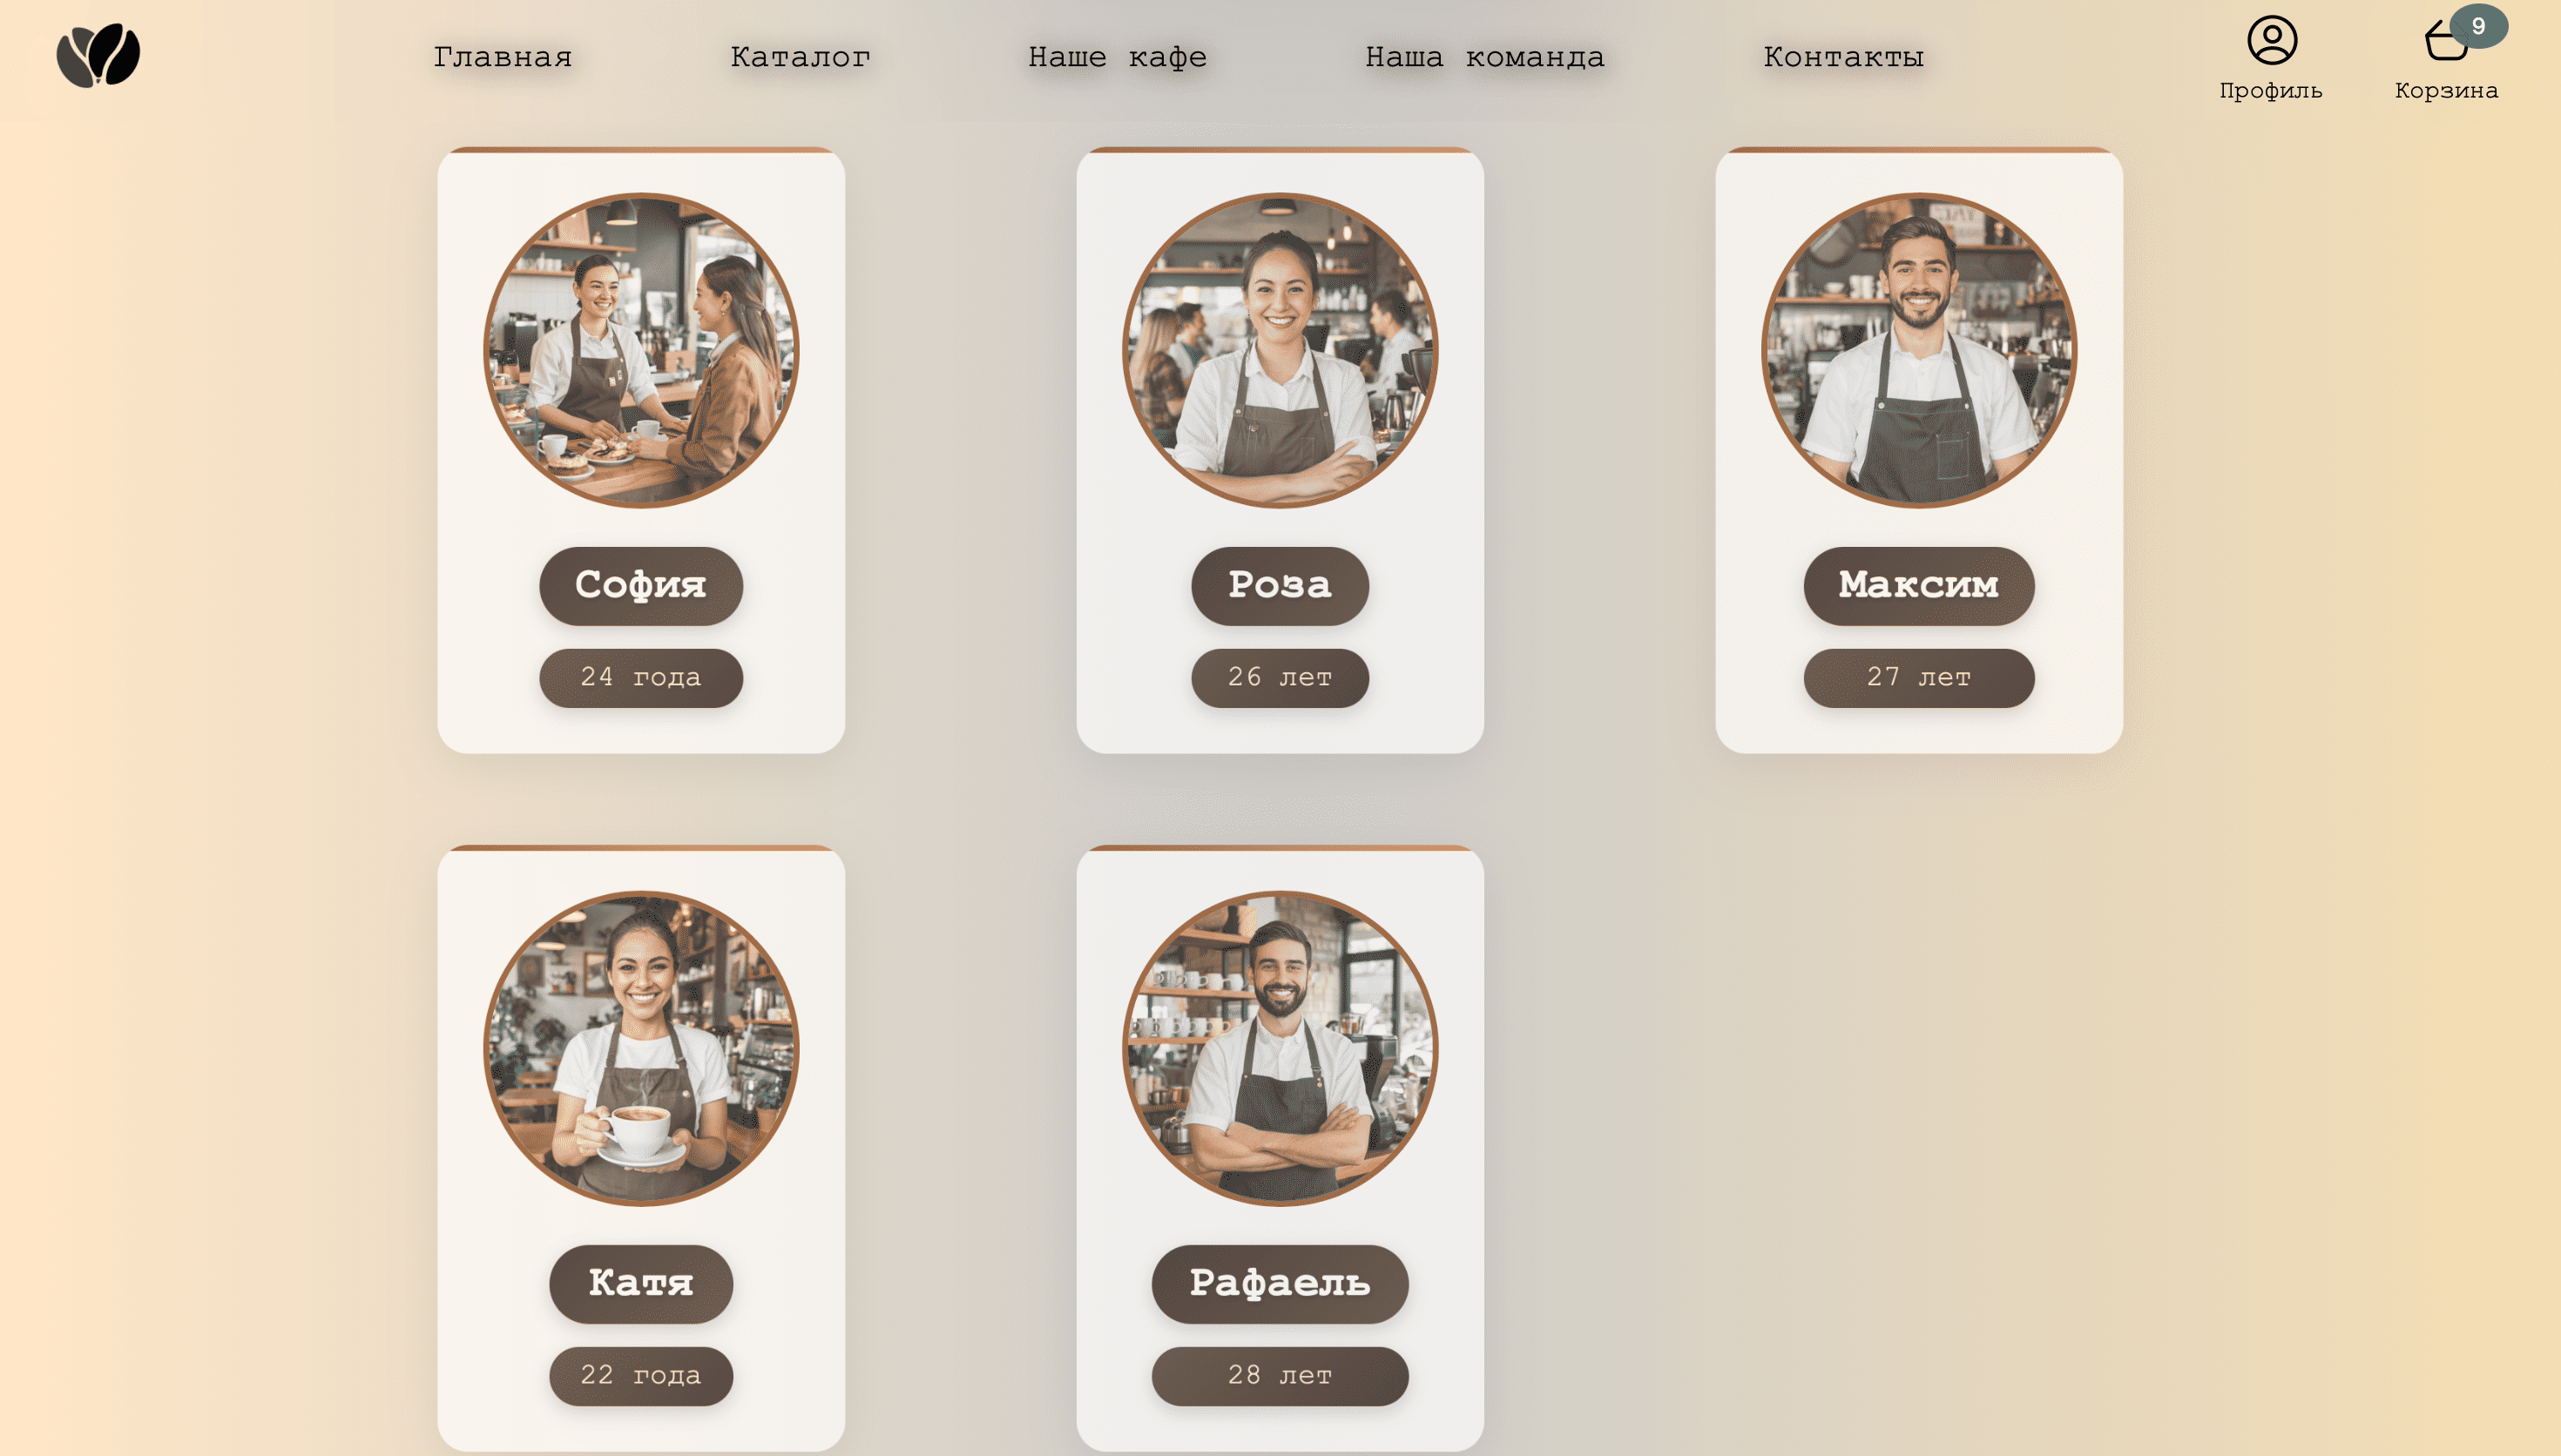 Главная
Каталог
Наше кафе
Наша команда
Контакты
Профиль
9
Корзина
София
24 года
Роза
26 лет
Максим
27 лет
Катя
22 года
Рафаель
28 лет